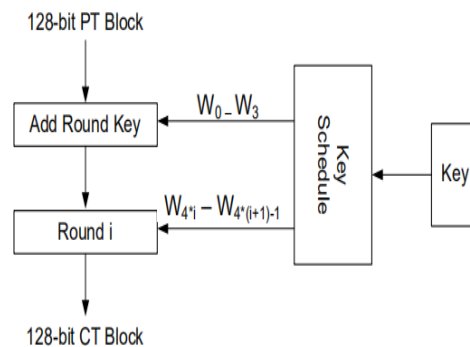 128-bit PT Block
Add Round Key
W₀ – W₃
Key Schedule
Key
W₄*ᵢ – W₄*₍ᵢ₊₁₎₋₁
Round i
128-bit CT Block